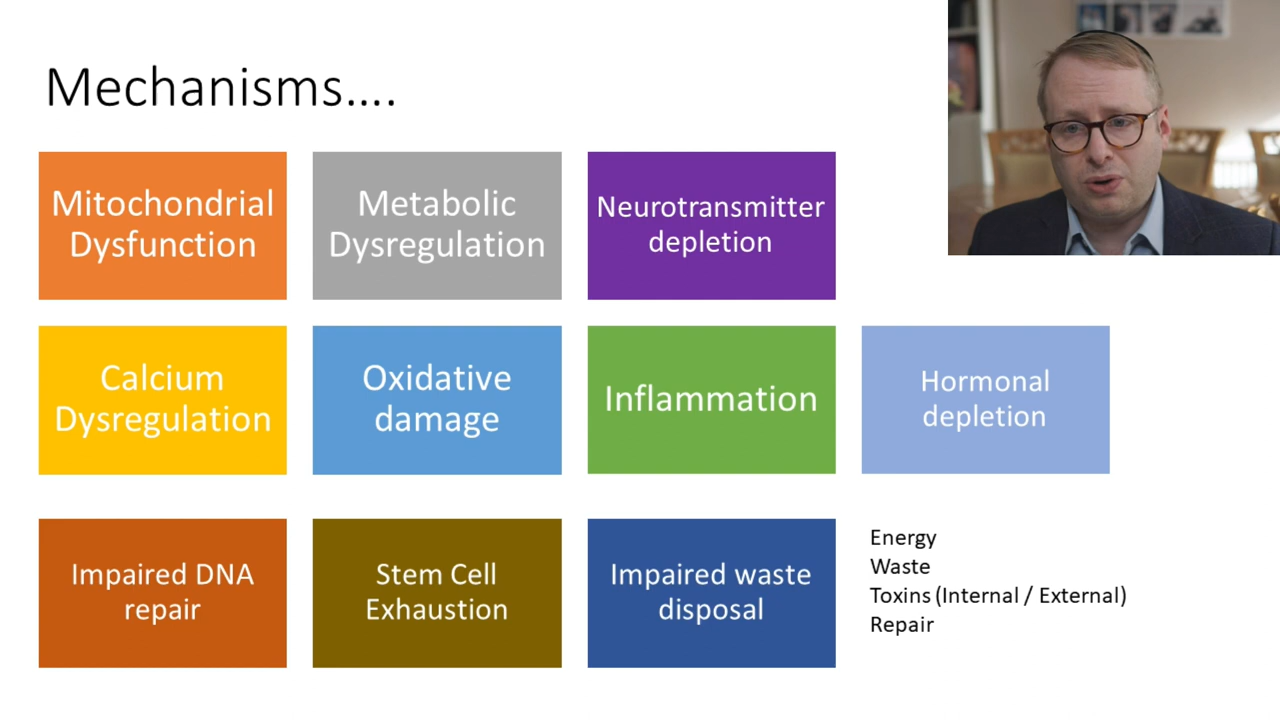 Mechanisms....
Mitochondrial
Dysfunction
Metabolic
Dysregulation
Neurotransmitter
depletion
Calcium
Dysregulation
Oxidative
damage
Inflammation
Hormonal
depletion
Impaired DNA
repair
Stem Cell
Exhaustion
Impaired waste
disposal
Energy
Waste
Toxins (Internal / External)
Repair